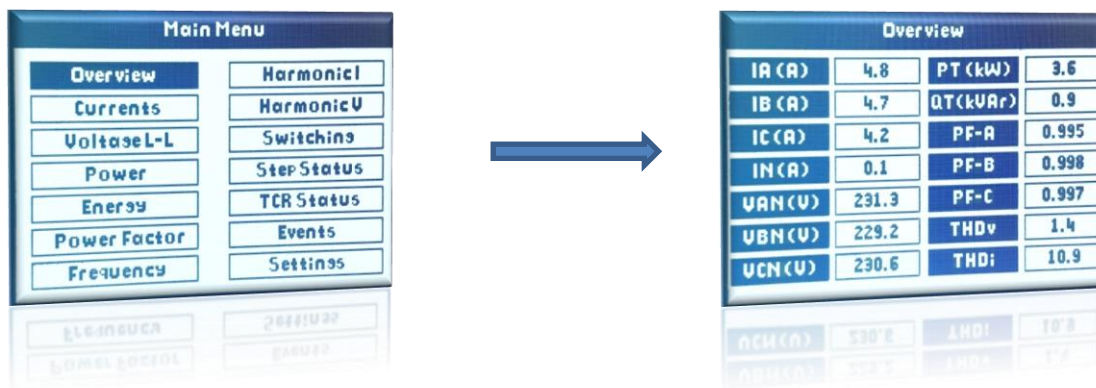 Main Menu
Overview
Currents
Voltage L-L
Power
Energy
Power Factor
Frequency
Harmonic I
Harmonic V
Switching
Step Status
TCR Status
Events
Settings
Overview
IA (A) 4.8 PT (kW) 3.6
IB (A) 4.7 QT (kVAr) 0.9
IC (A) 4.2 PF-A 0.995
IN (A) 0.1 PF-B 0.998
VAN (V) 231.3 PF-C 0.997
VBN (V) 229.2 THDv 1.4
VCN (V) 230.6 THDi 10.9